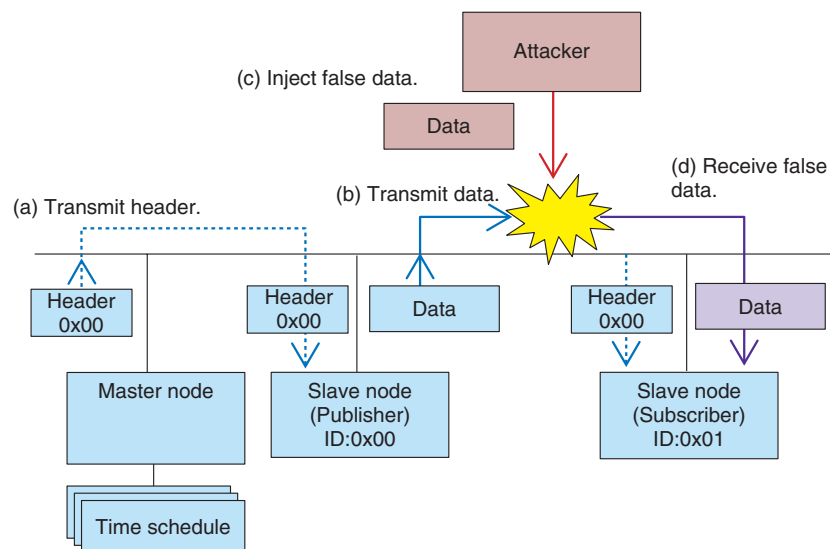 Attacker
(c) Inject false data.
Data
(d) Receive false
data.
(b) Transmit data.
(a) Transmit header.
Header
0x00
Header
0x00
Data
Header
0x00
Data
Master node
Slave node
(Publisher)
ID:0x00
Slave node
(Subscriber)
ID:0x01
Time schedule